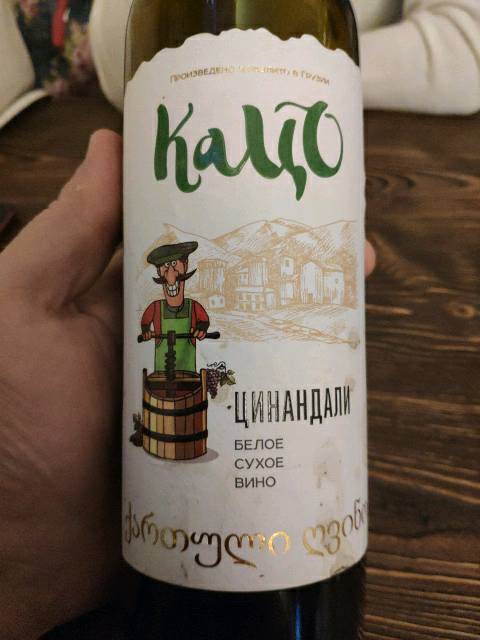 Произведено и разлито в Грузии
КаЦО
ЦИНАНДАЛИ
БЕЛОЕ
СУХОЕ
ВИНО
ქართული ღვინო